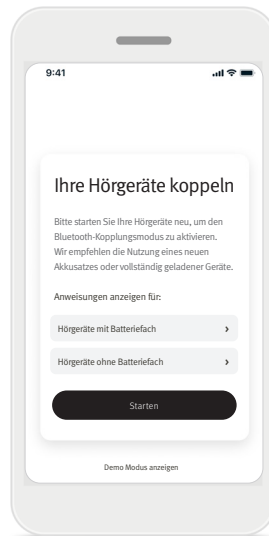 9:41
Ihre Hörgeräte koppeln
Bitte starten Sie Ihre Hörgeräte neu, um den
Bluetooth-Kopplungsmodus zu aktivieren.
Wir empfehlen die Nutzung eines neuen
Akkusatzes oder vollständig geladener Geräte.
Anweisungen anzeigen für:
Hörgeräte mit Batteriefach
Hörgeräte ohne Batteriefach
Starten
Demo Modus anzeigen